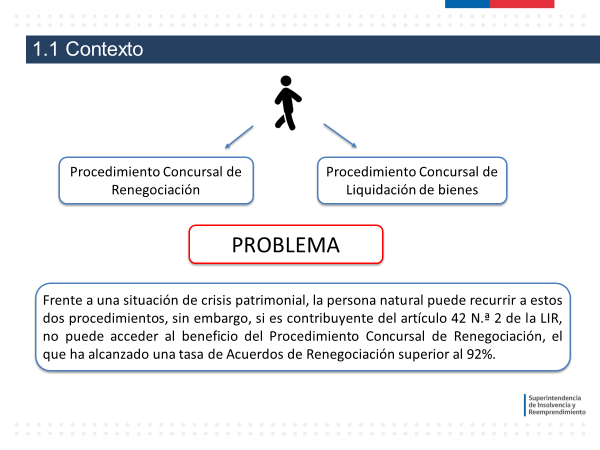 1.1 Contexto
Procedimiento Concursal de
Renegociación
Procedimiento Concursal de
Liquidación de bienes
PROBLEMA
Frente a una situación de crisis patrimonial, la persona natural puede recurrir a estos
dos procedimientos, sin embargo, si es contribuyente del artículo 42 N.ª 2 de la LIR,
no puede acceder al beneficio del Procedimiento Concursal de Renegociación, el
que ha alcanzado una tasa de Acuerdos de Renegociación superior al 92%.
Superintendencia
de Insolvencia y
Reemprendimiento